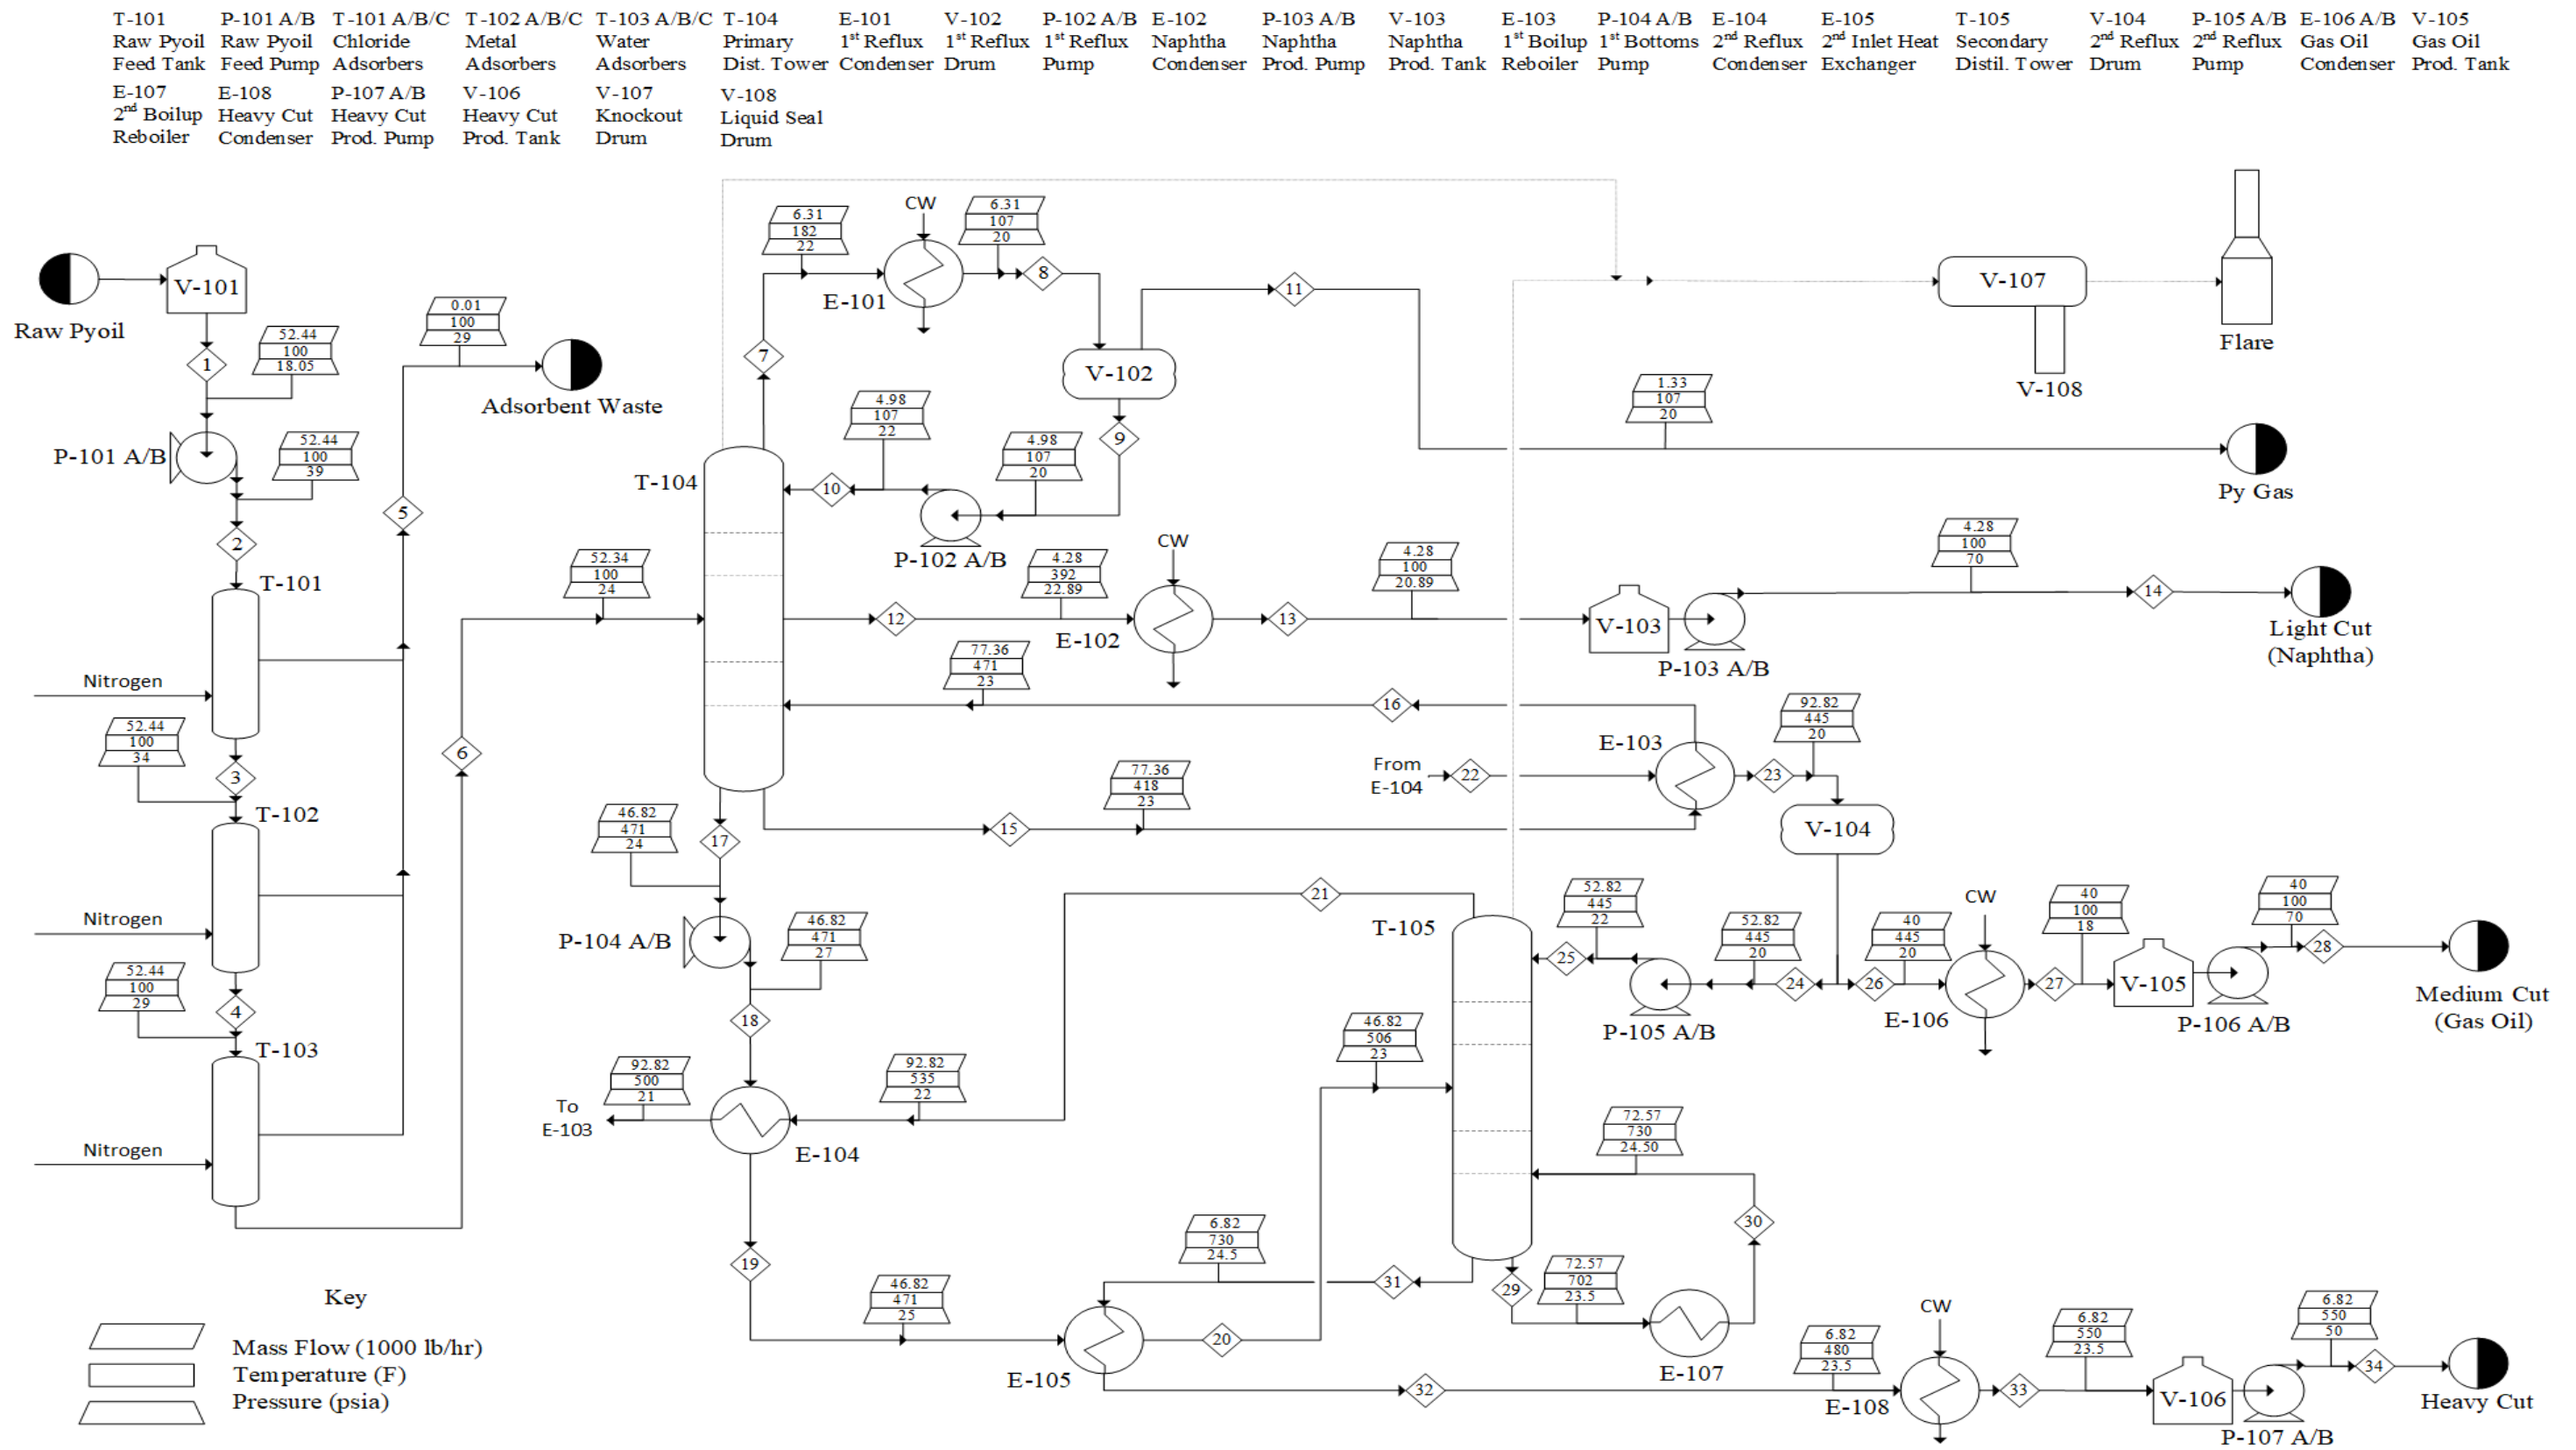 T-101 P-101 A/B T-101 A/B/C T-102 A/B/C T-103 A/B/C T-104 E-101 V-102 P-102 A/B E-102 P-103 A/B V-103 E-103 P-104 A/B E-104 E-105 T-105 V-104 P-105 A/B E-106 A/B V-105
Raw Pyoil Raw Pyoil Chloride Metal Water Primary 1st Reflux 1st Reflux 1st Reflux Naphtha Naphtha Naphtha 1st Boilup 1st Bottoms 2nd Reflux 2nd Inlet Heat Secondary 2nd Reflux 2nd Reflux Gas Oil Gas Oil
Feed Tank Feed Pump Adsorbers Adsorbers Adsorbers Dist. Tower Condenser Drum Pump Condenser Prod. Pump Prod. Tank Reboiler Pump Condenser Exchanger Distil. Tower Drum Pump Condenser Prod. Tank
E-107 E-108 P-107 A/B V-106 V-107 V-108
2nd Boilup Heavy Cut Heavy Cut Heavy Cut Knockout Liquid Seal
Reboiler Condenser Prod. Pump Prod. Tank Drum Drum
Raw Pyoil
V-101
1
52.44
100
18.05
P-101 A/B
52.44
100
39
2
T-101
Nitrogen
52.44
100
34
3
T-102
Nitrogen
52.44
100
29
4
T-103
Nitrogen
0.01
100
29
Adsorbent Waste
5
6
52.34
100
24
T-104
7
6.31
182
22
CW
E-101
6.31
107
20
8
V-102
9
4.98
107
20
P-102 A/B
4.98
107
22
10
11
1.33
107
20
Py Gas
V-107
V-108
Flare
12
4.28
392
22.89
CW
E-102
13
4.28
100
20.89
V-103
P-103 A/B
4.28
100
70
14
Light Cut
(Naphtha)
77.36
471
23
16
E-103
From
E-104
22
23
92.82
445
20
77.36
418
23
15
V-104
46.82
471
24
17
P-104 A/B
46.82
471
27
18
21
T-105
52.82
445
22
25
P-105 A/B
52.82
445
20
24
26
40
445
20
CW
E-106
27
40
100
18
V-105
P-106 A/B
40
100
70
28
Medium Cut
(Gas Oil)
92.82
500
21
To
E-103
E-104
92.82
535
22
46.82
506
23
72.57
730
24.50
19
46.82
471
25
E-105
20
6.82
730
24.5
31
29
72.57
702
23.5
E-107
30
32
6.82
480
23.5
CW
E-108
33
6.82
550
23.5
V-106
P-107 A/B
6.82
550
50
34
Heavy Cut
Key
Mass Flow (1000 lb/hr)
Temperature (F)
Pressure (psia)